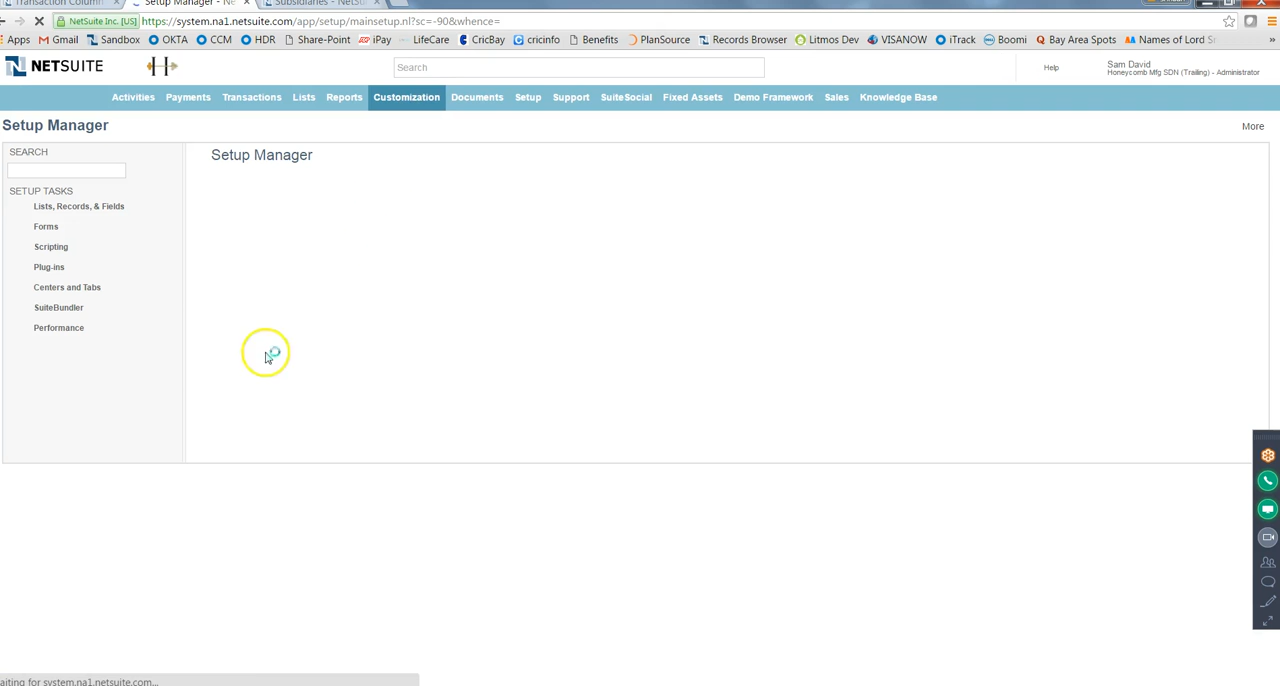 Transaction Column
Setup Manager - Ne
Subsidiaries - NetS
NetSuite Inc. [US]
https://system.na1.netsuite.com/app/setup/mainsetup.nl?sc=-90&whence=
Apps
Gmail
Sandbox
OKTA
CCM
HDR
Share-Point
iPay
LifeCare
CricBay
cricinfo
Benefits
PlanSource
Records Browser
Litmos Dev
VISANOW
iTrack
Boomi
Bay Area Spots
Names of Lord
NETSUITE
Search
Help
Sam David
Honeycomb Mfg SDN (Trailing) - Administrator
Activities
Payments
Transactions
Lists
Reports
Customization
Documents
Setup
Support
SuiteSocial
Fixed Assets
Demo Framework
Sales
Knowledge Base
Setup Manager
More
SEARCH
Setup Manager
SETUP TASKS
Lists, Records, & Fields
Forms
Scripting
Plug-ins
Centers and Tabs
SuiteBundler
Performance
aiting for system.na1.netsuite.com...